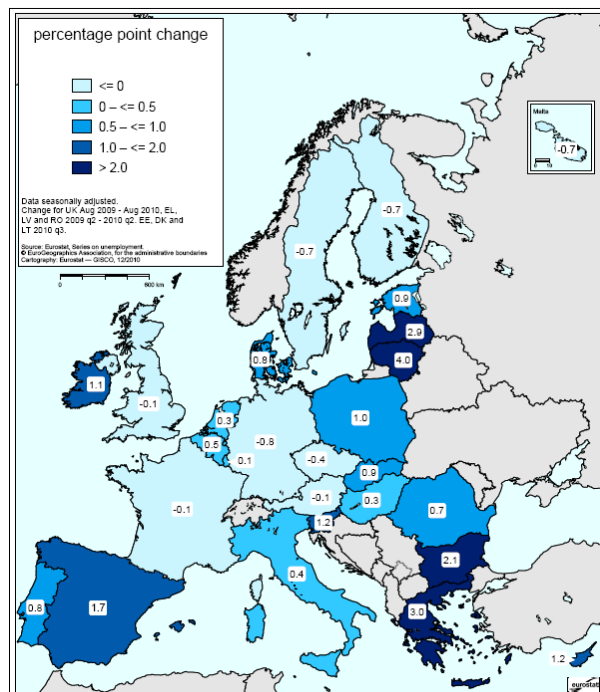 percentage point change
<= 0
0 – <= 0.5
0.5 – <= 1.0
1.0 – <= 2.0
> 2.0
Data seasonally adjusted.
Change for UK Aug 2009 - Aug 2010, EL,
LV and RO 2009 q2 - 2010 q2. EE, DK and
LT 2010 q3.
Source: Eurostat, Series on unemployment.
© EuroGeographics Association, for the administrative boundaries
Cartography: Eurostat — GISCO, 12/2010
0 600 km
Malta
-0.7
0 10
-0.7
-0.7
0.9
2.9
0.8
4.0
1.1
-0.1
0.3
1.0
0.5
-0.8
0.1
-0.4
0.9
-0.1
-0.1
0.3
1.2
0.7
2.1
0.4
0.8
1.7
3.0
1.2
eurostat